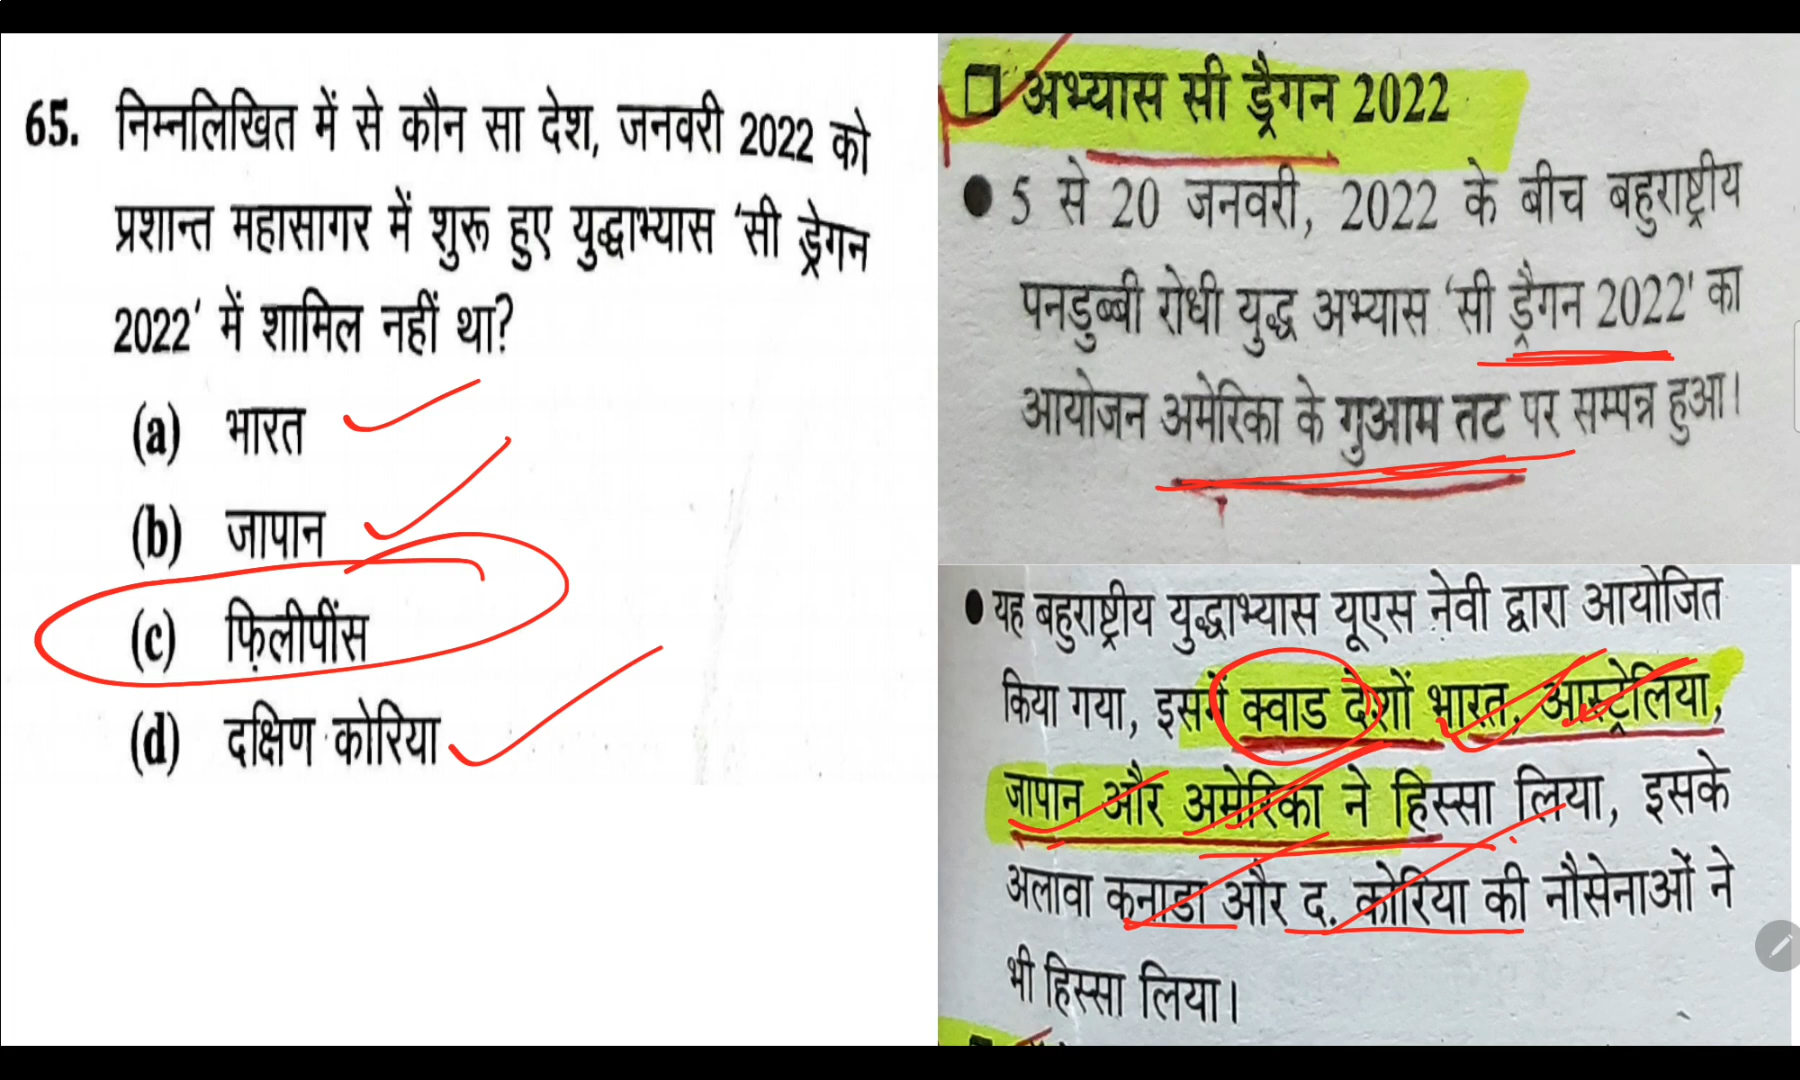 65. निम्नलिखित में से कौन सा देश, जनवरी 2022 को
प्रशान्त महासागर में शुरू हुए युद्धाभ्यास ‘सी ड्रेगन
2022’ में शामिल नहीं था?
(a) भारत
(b) जापान
(c) फ़िलीपींस
(d) दक्षिण कोरिया
अभ्यास सी ड्रैगन 2022
● 5 से 20 जनवरी, 2022 के बीच बहुराष्ट्रीय
पनडुब्बी रोधी युद्ध अभ्यास ‘सी ड्रैगन 2022’ का
आयोजन अमेरिका के गुआम तट पर सम्पन्न हुआ।
● यह बहुराष्ट्रीय युद्धाभ्यास यूएस नेवी द्वारा आयोजित
किया गया, इसमें क्वाड देशों भारत, आस्ट्रेलिया,
जापान और अमेरिका ने हिस्सा लिया, इसके
अलावा कनाडा और द. कोरिया की नौसेनाओं ने
भी हिस्सा लिया।